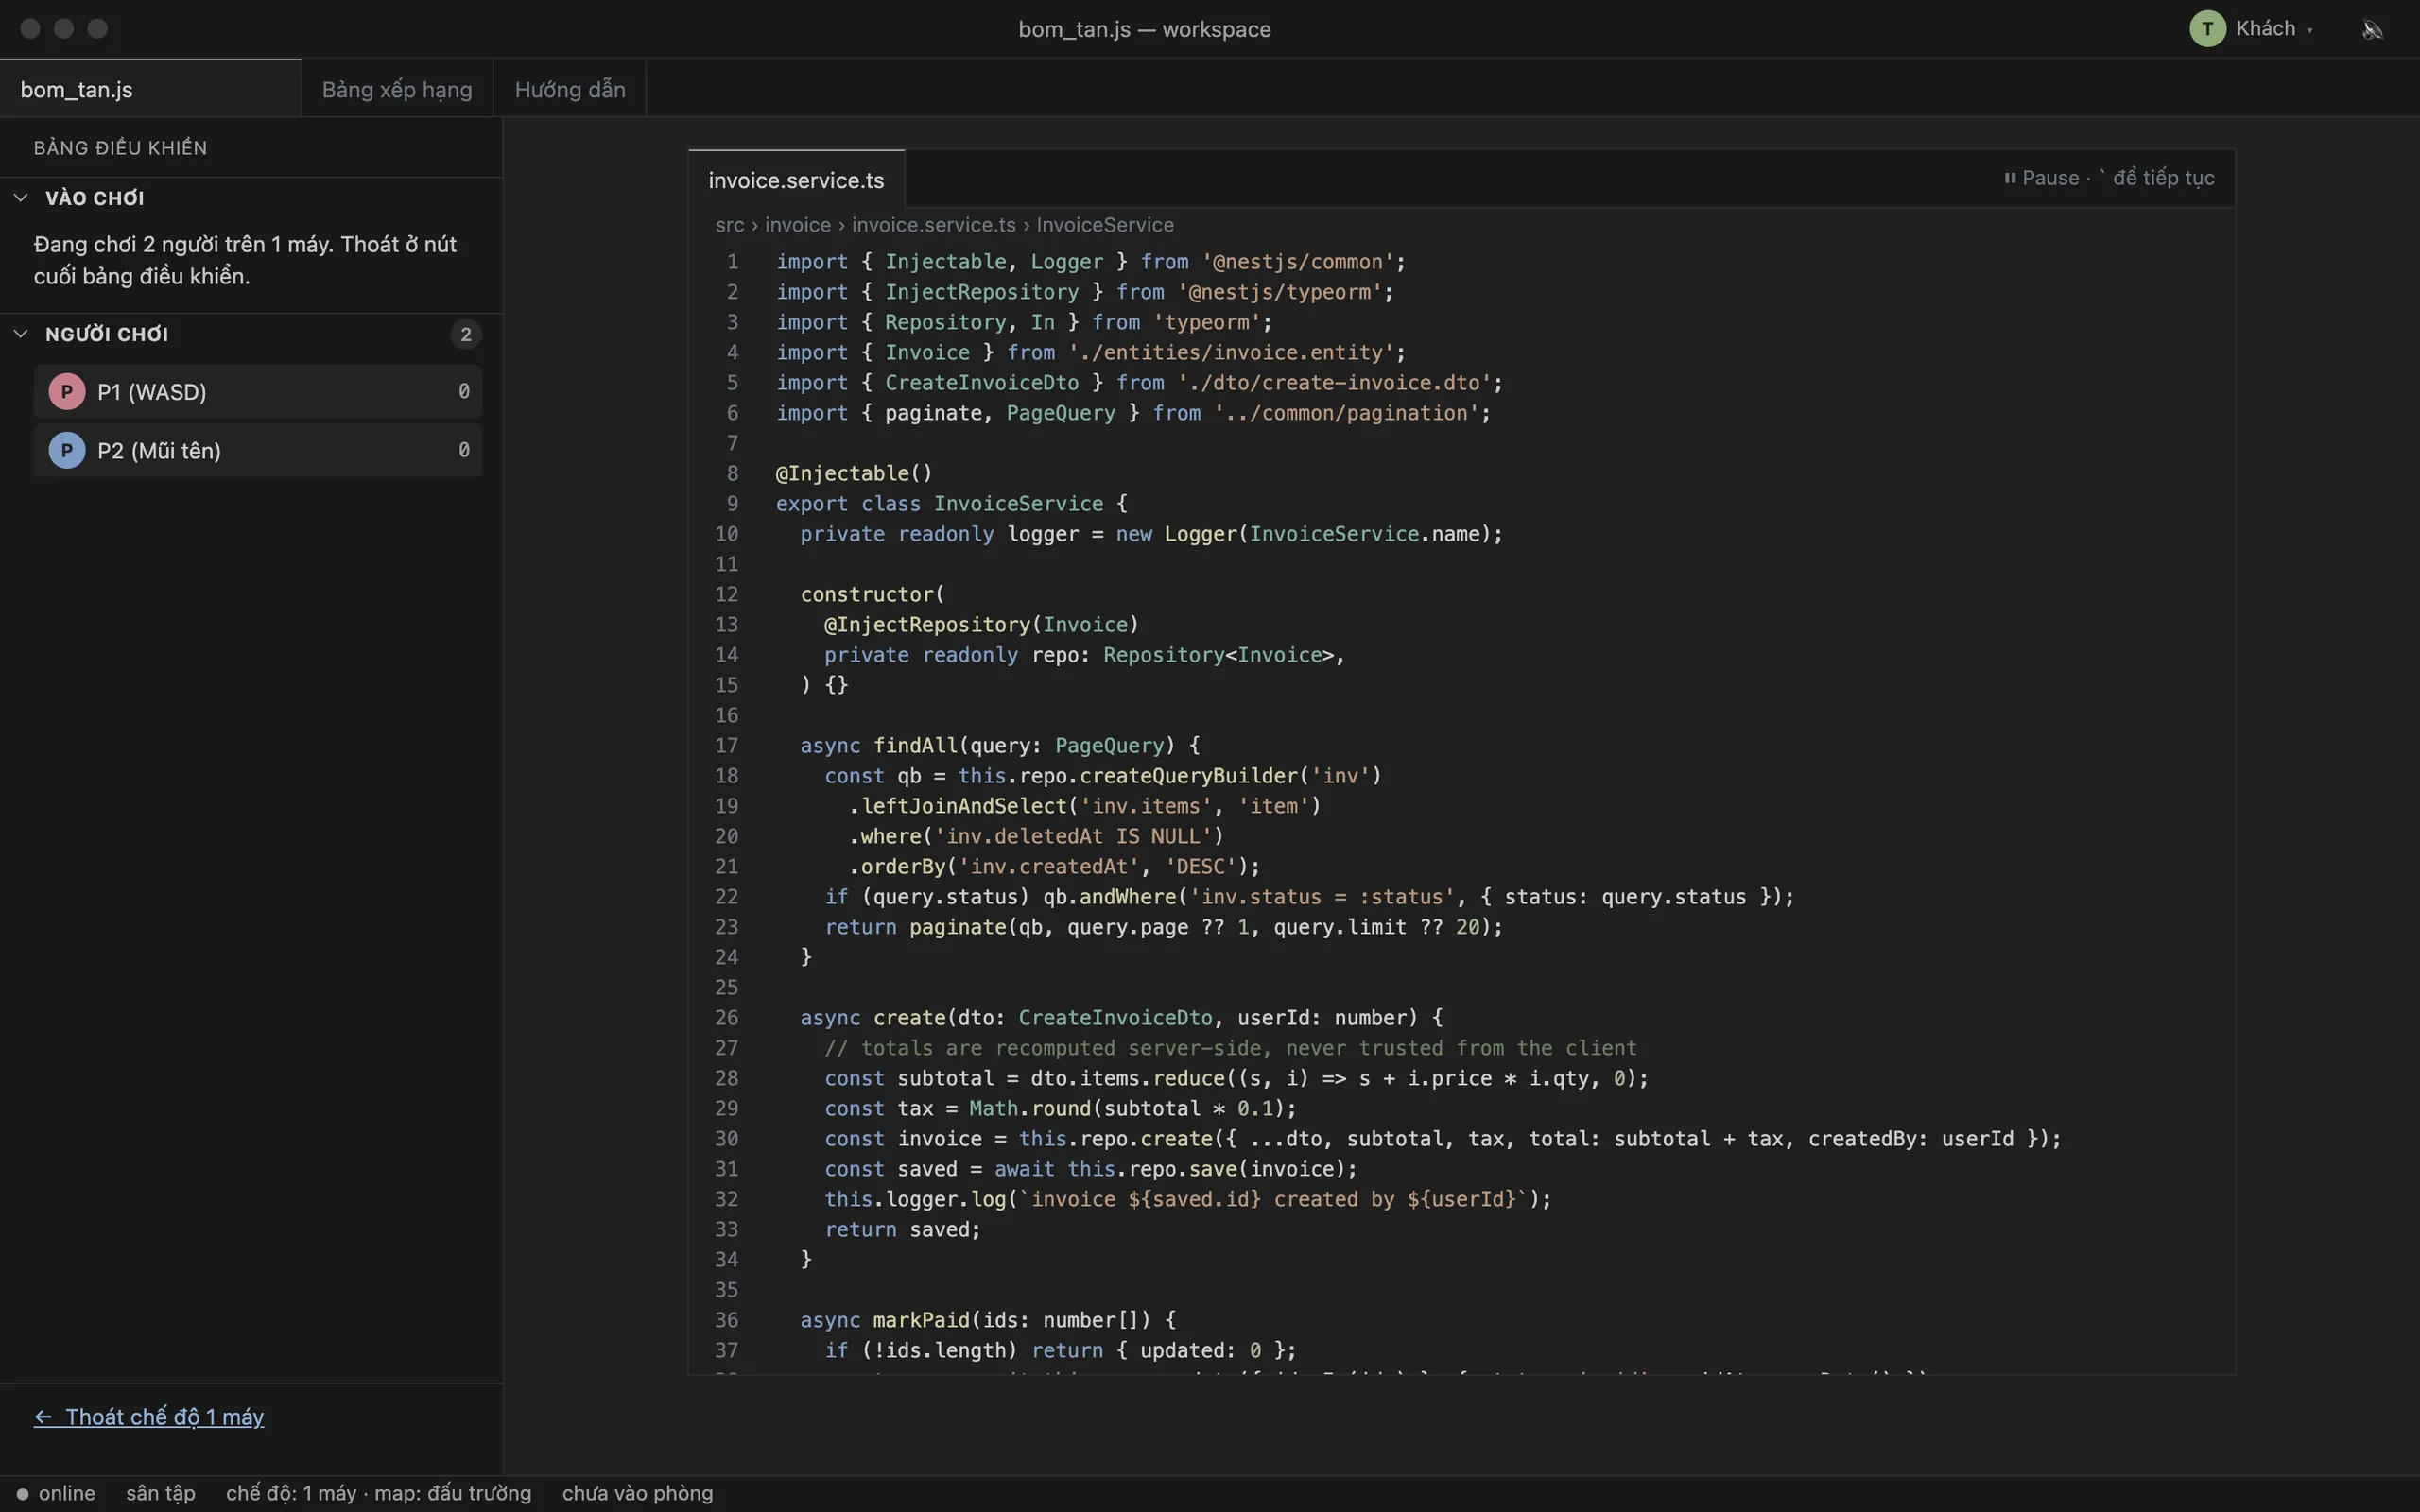 bom_tan.js — workspace
T Khách
bom_tan.js
Bảng xếp hạng
Hướng dẫn
BẢNG ĐIỀU KHIỂN
VÀO CHƠI
Đang chơi 2 người trên 1 máy. Thoát ở nút
cuối bảng điều khiển.
NGƯỜI CHƠI 2
P P1 (WASD) 0
P P2 (Mũi tên) 0
← Thoát chế độ 1 máy
invoice.service.ts
Pause · ` để tiếp tục
src › invoice › invoice.service.ts › InvoiceService
1 import { Injectable, Logger } from '@nestjs/common';
2 import { InjectRepository } from '@nestjs/typeorm';
3 import { Repository, In } from 'typeorm';
4 import { Invoice } from './entities/invoice.entity';
5 import { CreateInvoiceDto } from './dto/create-invoice.dto';
6 import { paginate, PageQuery } from '../common/pagination';
7
8 @Injectable()
9 export class InvoiceService {
10 private readonly logger = new Logger(InvoiceService.name);
11
12 constructor(
13 @InjectRepository(Invoice)
14 private readonly repo: Repository<Invoice>,
15 ) {}
16
17 async findAll(query: PageQuery) {
18 const qb = this.repo.createQueryBuilder('inv')
19 .leftJoinAndSelect('inv.items', 'item')
20 .where('inv.deletedAt IS NULL')
21 .orderBy('inv.createdAt', 'DESC');
22 if (query.status) qb.andWhere('inv.status = :status', { status: query.status });
23 return paginate(qb, query.page ?? 1, query.limit ?? 20);
24 }
25
26 async create(dto: CreateInvoiceDto, userId: number) {
27 // totals are recomputed server-side, never trusted from the client
28 const subtotal = dto.items.reduce((s, i) => s + i.price * i.qty, 0);
29 const tax = Math.round(subtotal * 0.1);
30 const invoice = this.repo.create({ ...dto, subtotal, tax, total: subtotal + tax, createdBy: userId });
31 const saved = await this.repo.save(invoice);
32 this.logger.log(`invoice ${saved.id} created by ${userId}`);
33 return saved;
34 }
35
36 async markPaid(ids: number[]) {
37 if (!ids.length) return { updated: 0 };
online
sân tập
chế độ: 1 máy · map: đấu trường
chưa vào phòng